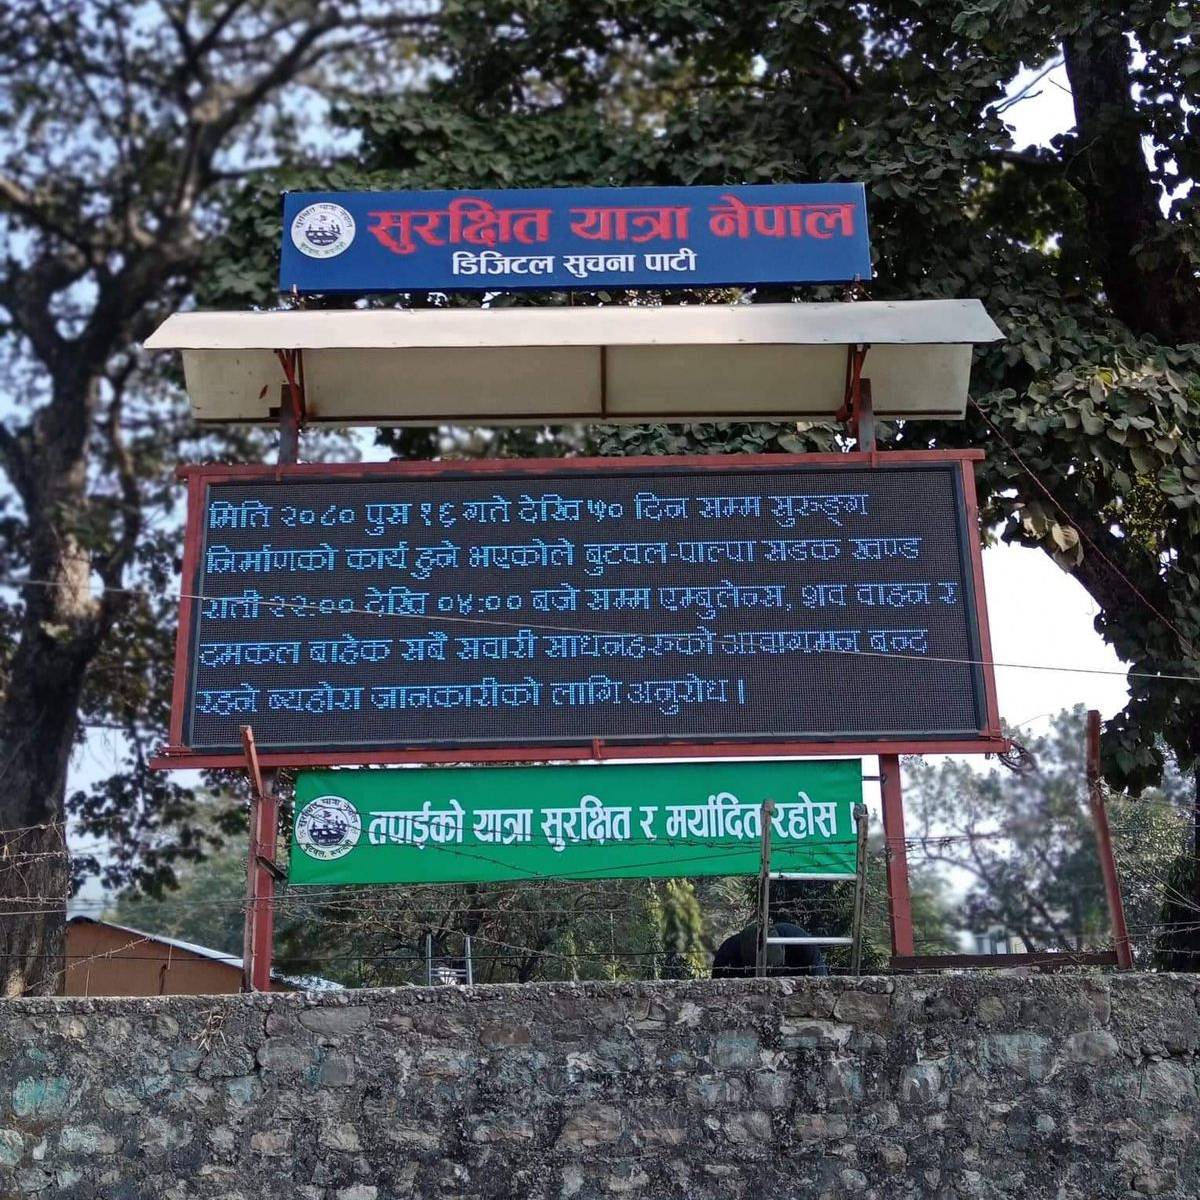 सुरक्षित यात्रा नेपाल
डिजिटल सुचना पाटी
मिति २०८० पुस १६ गते देखि ५० दिन सम्म सुरुङ्ग
निर्माणको कार्य हुने भएकोले बुटवल-पाल्पा सडक खण्ड
राती २२:०० देखि ०४:०० बजे सम्म एम्बुलेन्स, शव वाहन र
दमकल बाहेक सबै सवारी साधनहरुको आवागमन बन्द
रहने ब्यहोरा जानकारीको लागि अनुरोध |
तपाईको यात्रा सुरक्षित र मर्यादित रहोस ।